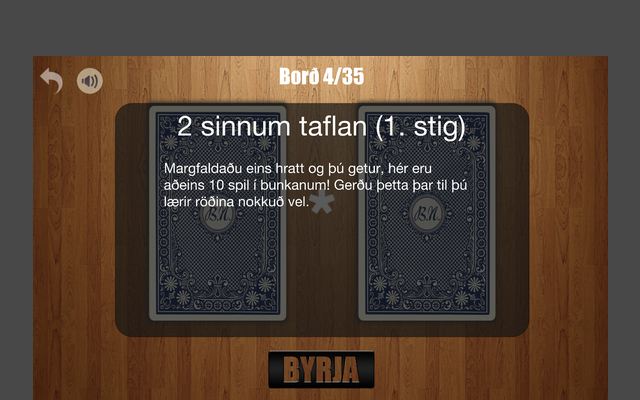 Borð 4/35
2 sinnum taflan (1. stig)
Margfaldaðu eins hratt og þú getur, hér eru
aðeins 10 spil í bunkanum! Gerðu þetta þar til þú
lærir röðina nokkuð vel.
*
B.N. B.N.
BYRJA